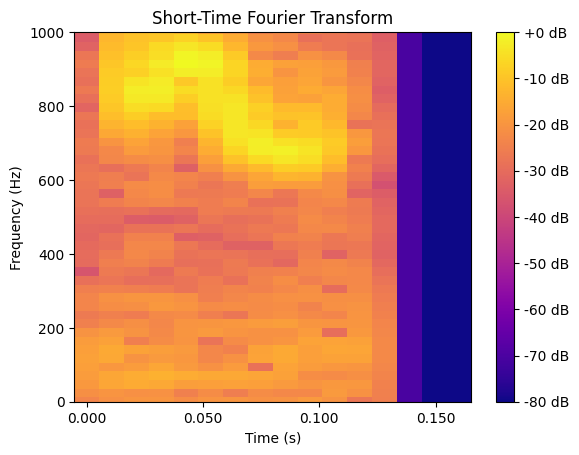 Short-Time Fourier Transform
1000
800
600
400
200
0
Frequency (Hz)
0.000
0.050
0.100
0.150
Time (s)
+0 dB
-10 dB
-20 dB
-30 dB
-40 dB
-50 dB
-60 dB
-70 dB
-80 dB